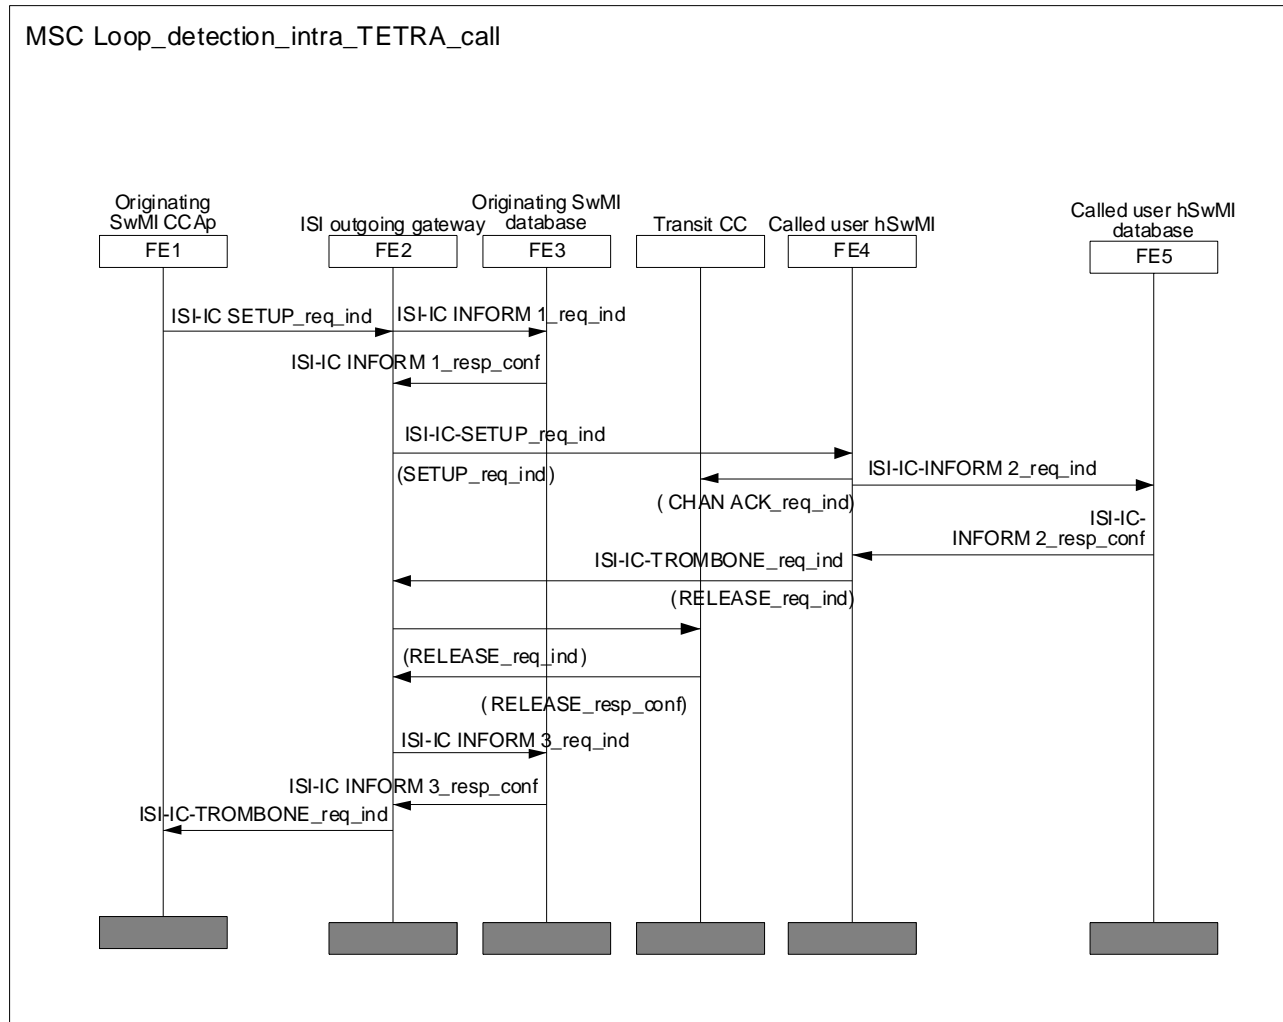 MSC Loop_detection_intra_TETRA_call
Originating
SwMI CCAp
ISI outgoing gateway
Originating SwMI
database
Transit CC
Called user hSwMI
Called user hSwMI
database
FE1
FE2
FE3
FE4
FE5
ISI-IC SETUP_req_ind
ISI-IC INFORM 1_req_ind
ISI-IC INFORM 1_resp_conf
ISI-IC-SETUP_req_ind
(SETUP_req_ind)
ISI-IC-INFORM 2_req_ind
( CHAN ACK_req_ind)
ISI-IC-
INFORM 2_resp_conf
ISI-IC-TROMBONE_req_ind
(RELEASE_req_ind)
(RELEASE_req_ind)
( RELEASE_resp_conf)
ISI-IC INFORM 3_req_ind
ISI-IC INFORM 3_resp_conf
ISI-IC-TROMBONE_req_ind